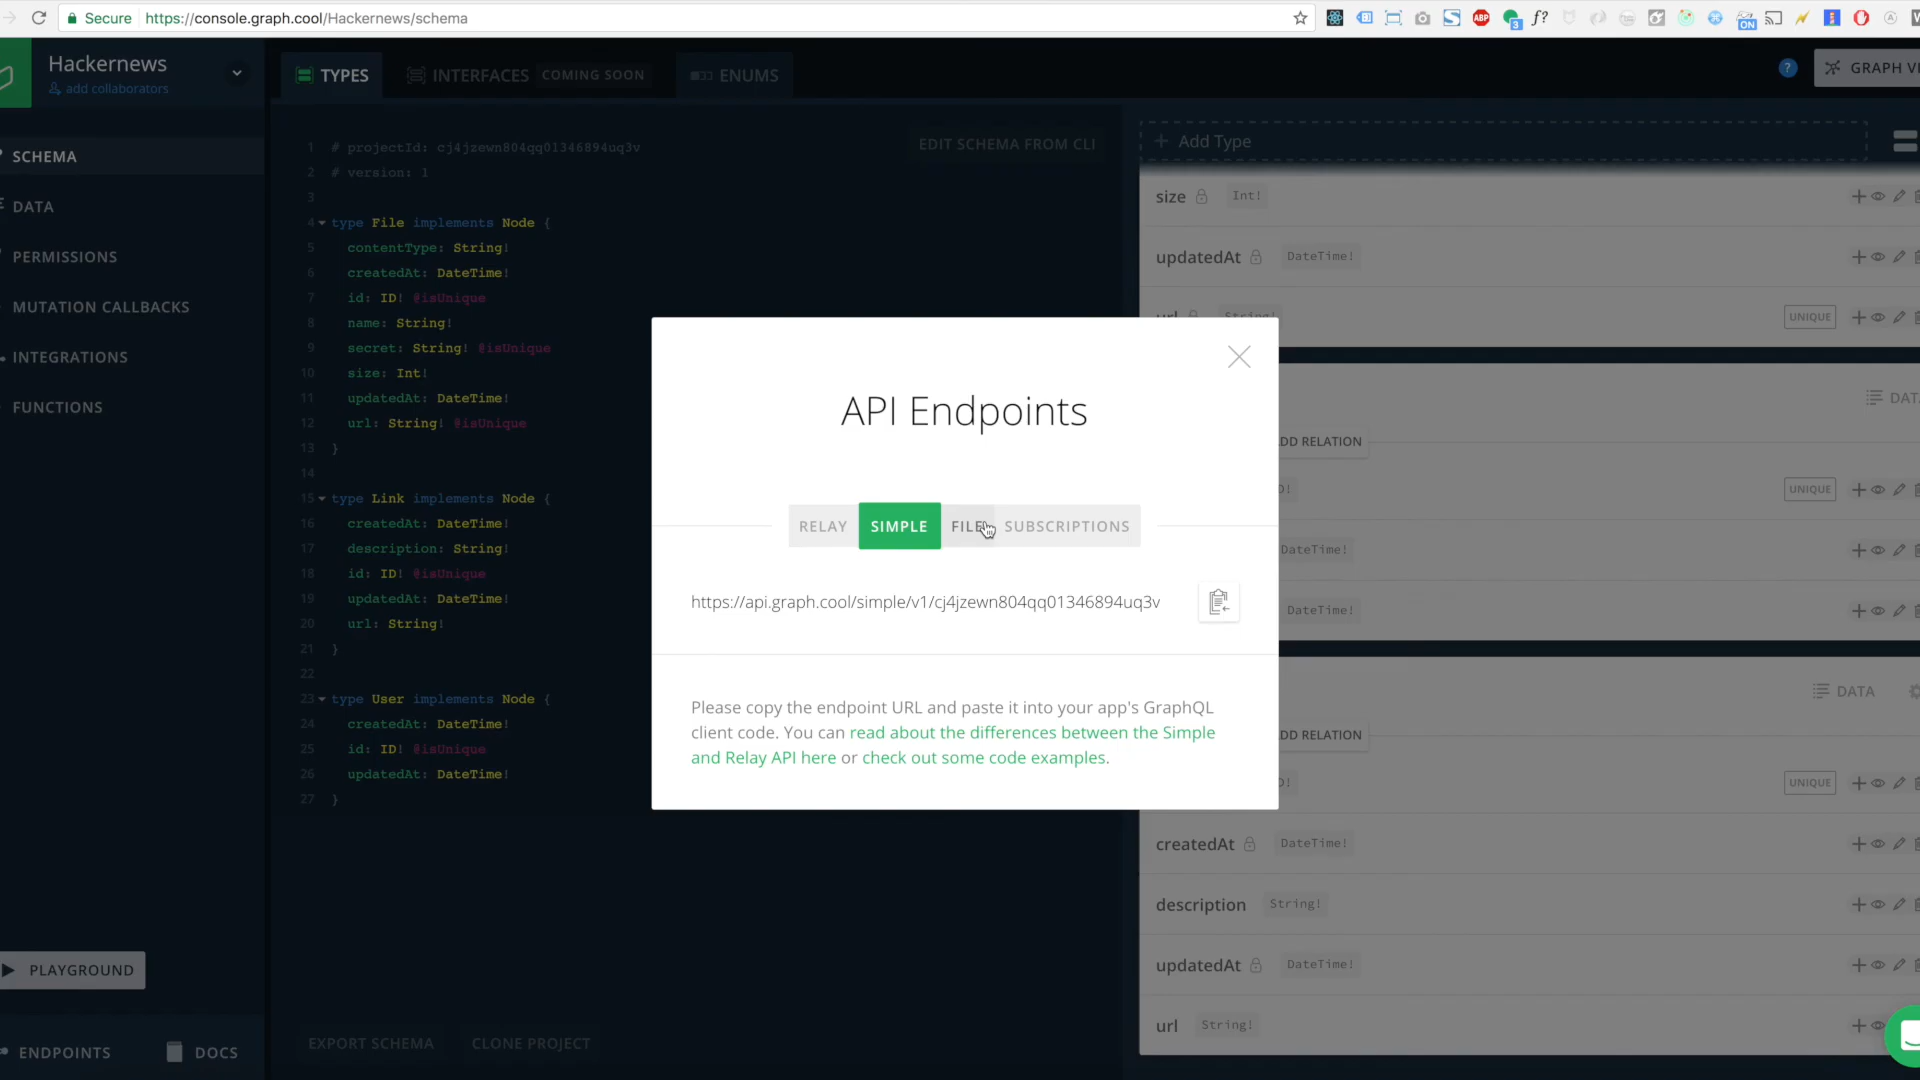 Secure https://console.graph.cool/Hackernews/schema
ABP 3 f? ON A
Hackernews
add collaborators
TYPES INTERFACES COMING SOON ENUMS
? GRAPH VI
SCHEMA
DATA
PERMISSIONS
MUTATION CALLBACKS
INTEGRATIONS
FUNCTIONS
PLAYGROUND
ENDPOINTS DOCS
EDIT SCHEMA FROM CLI
1 # projectId: cj4jzewn804qq01346894uq3v
2 # version: 1
3
4 type File implements Node {
5 contentType: String!
6 createdAt: DateTime!
7 id: ID! @isUnique
8 name: String!
9 secret: String! @isUnique
10 size: Int!
11 updatedAt: DateTime!
12 url: String! @isUnique
13 }
14
15 type Link implements Node {
16 createdAt: DateTime!
17 description: String!
18 id: ID! @isUnique
19 updatedAt: DateTime!
20 url: String!
21 }
22
23 type User implements Node {
24 createdAt: DateTime!
25 id: ID! @isUnique
26 updatedAt: DateTime!
27 }
EXPORT SCHEMA CLONE PROJECT
API Endpoints
RELAY SIMPLE FILE SUBSCRIPTIONS
https://api.graph.cool/simple/v1/cj4jzewn804qq01346894uq3v
Please copy the endpoint URL and paste it into your app's GraphQL
client code. You can read about the differences between the Simple
and Relay API here or check out some code examples.
+ Add Type
size Int!
updatedAt DateTime!
url String! UNIQUE
DATA
DD RELATION
D! UNIQUE
DateTime!
DateTime!
DATA
DD RELATION
D! UNIQUE
createdAt DateTime!
description String!
updatedAt DateTime!
url String!